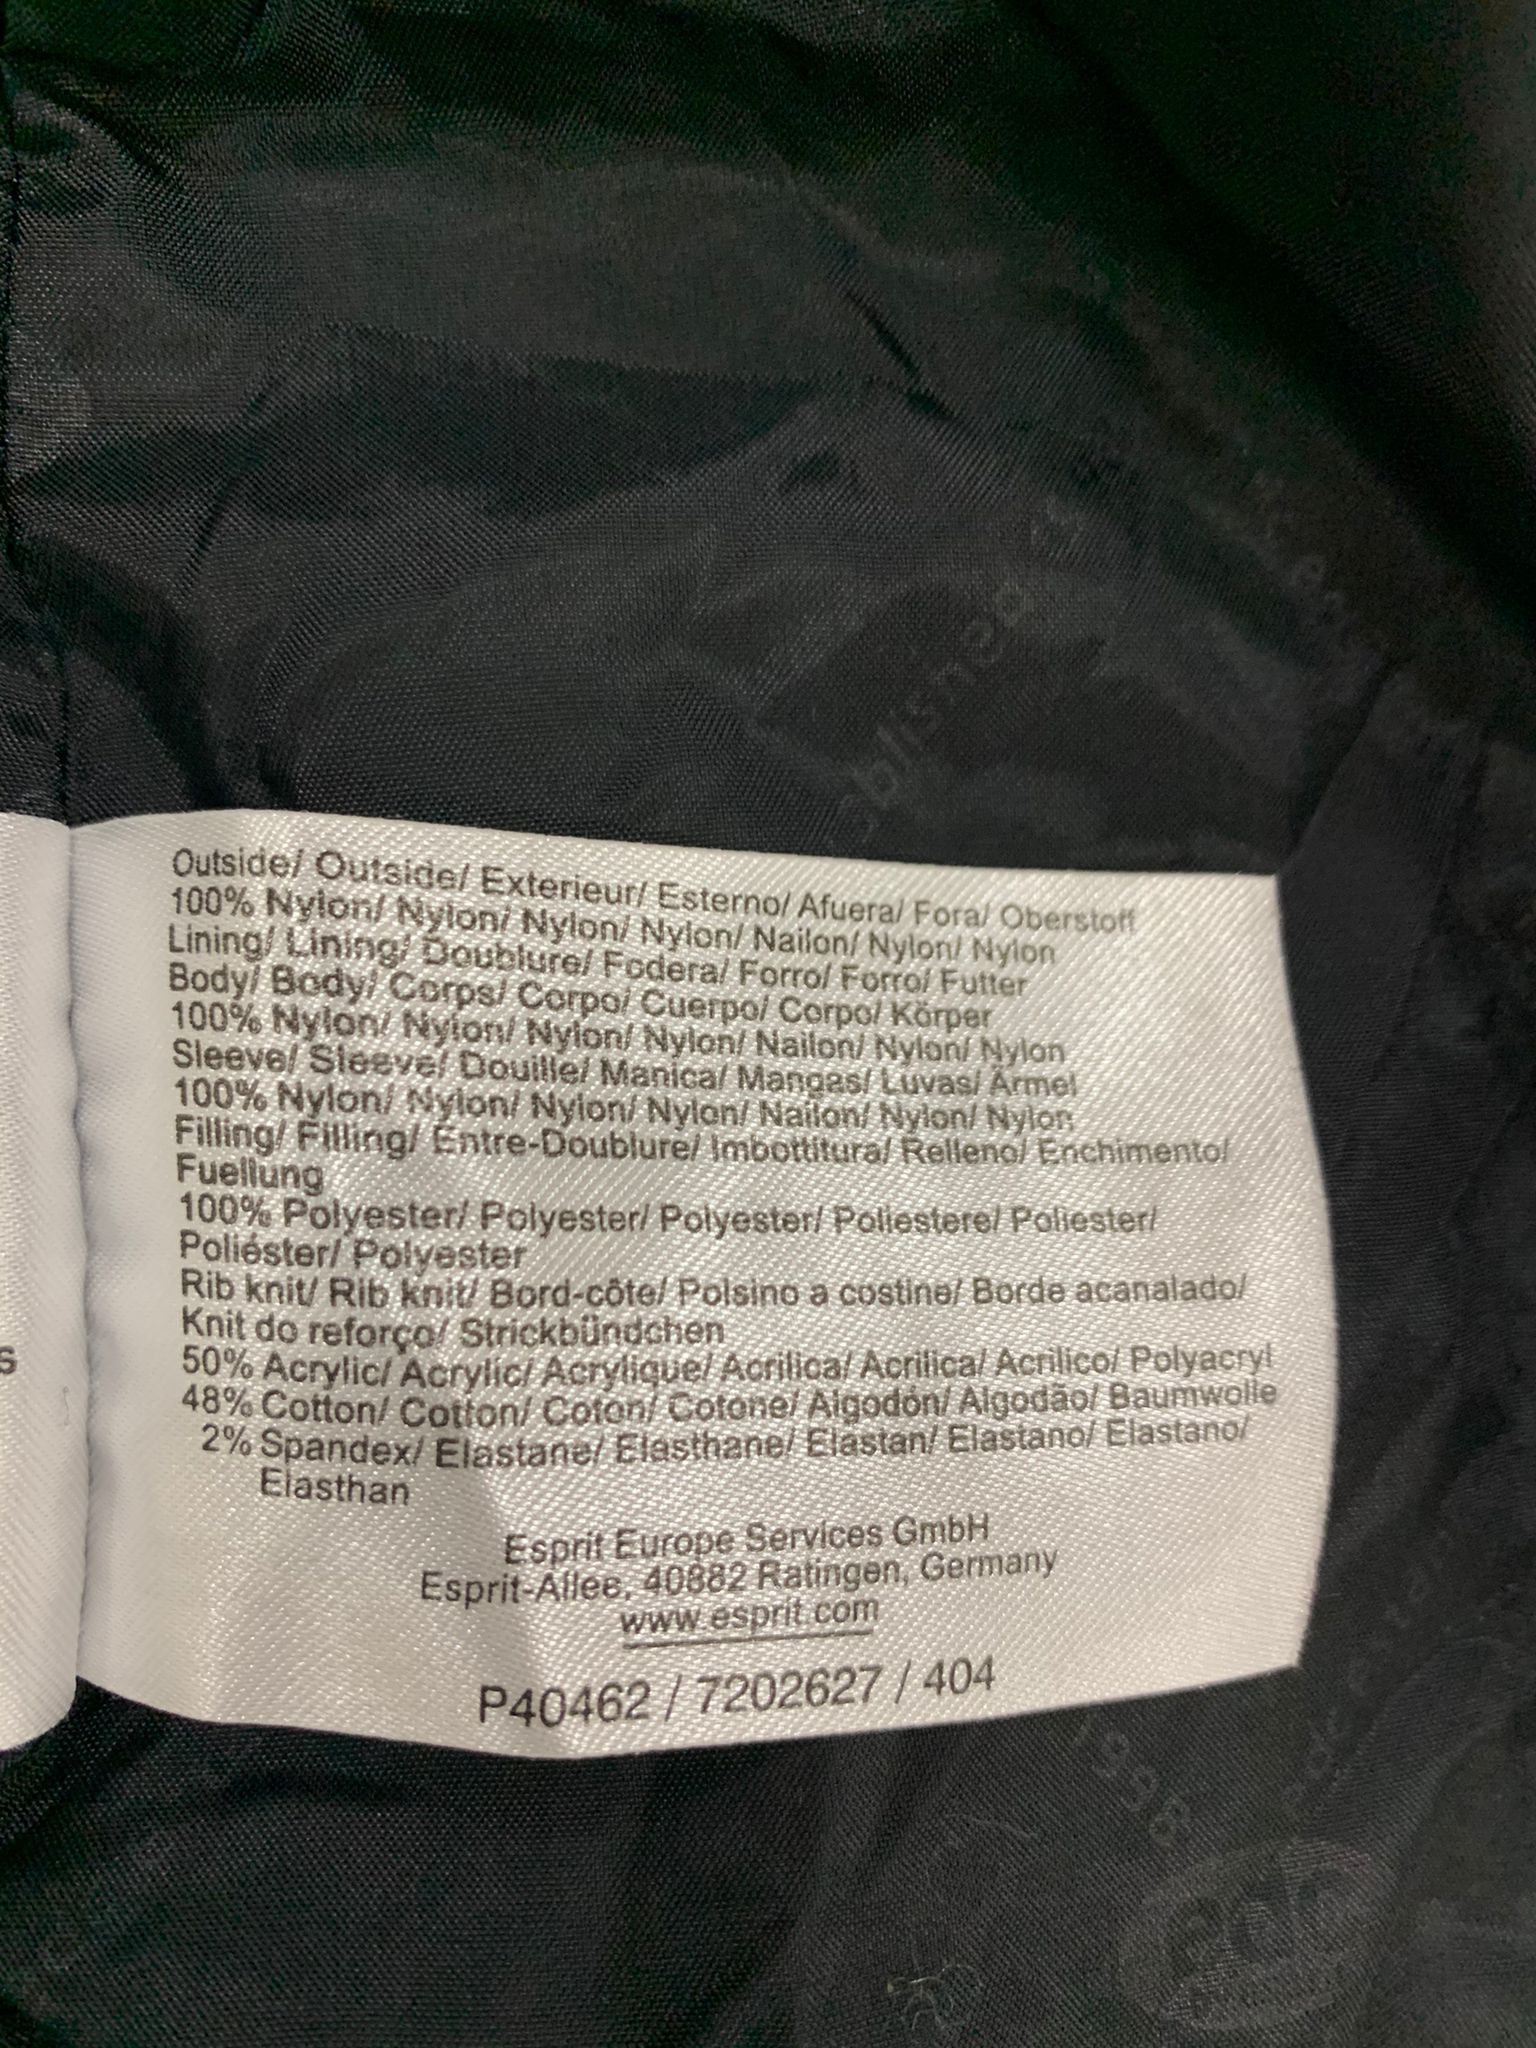 Outside/ Outside/ Exterieur/ Esterno/ Afuera/ Fora/ Oberstoff
100% Nylon/ Nylon/ Nylon/ Nylon/ Nailon/ Nylon/ Nylon
Lining/ Lining/ Doublure/ Fodera/ Forro/ Forro/ Futter
Body/ Body/ Corps/ Corpo/ Cuerpo/ Corpo/ Körper
100% Nylon/ Nylon/ Nylon/ Nylon/ Nailon/ Nylon/ Nylon
Sleeve/ Sleeve/ Douille/ Manica/ Mangas/ Luvas/ Ärmel
100% Nylon/ Nylon/ Nylon/ Nylon/ Nailon/ Nylon/ Nylon
Filling/ Filling/ Entre-Doublure/ Imbottitura/ Relleno/ Enchimento/
Fuellung
100% Polyester/ Polyester/ Polyester/ Poliestere/ Poliester/
Poliéster/ Polyester
Rib knit/ Rib knit/ Bord-côte/ Polsino a costine/ Borde acanalado/
Knit do reforço/ Strickbündchen
50% Acrylic/ Acrylic/ Acrylique/ Acrilica/ Acrilica/ Acrilico/ Polyacryl
48% Cotton/ Cotton/ Coton/ Cotone/ Algodón/ Algodão/ Baumwolle
2% Spandex/ Elastane/ Elasthane/ Elastan/ Elastano/ Elastano/
Elasthan
Esprit Europe Services GmbH
Esprit-Allee, 40882 Ratingen, Germany
www.esprit.com
P40462 / 7202627 / 404
s
1998
edc